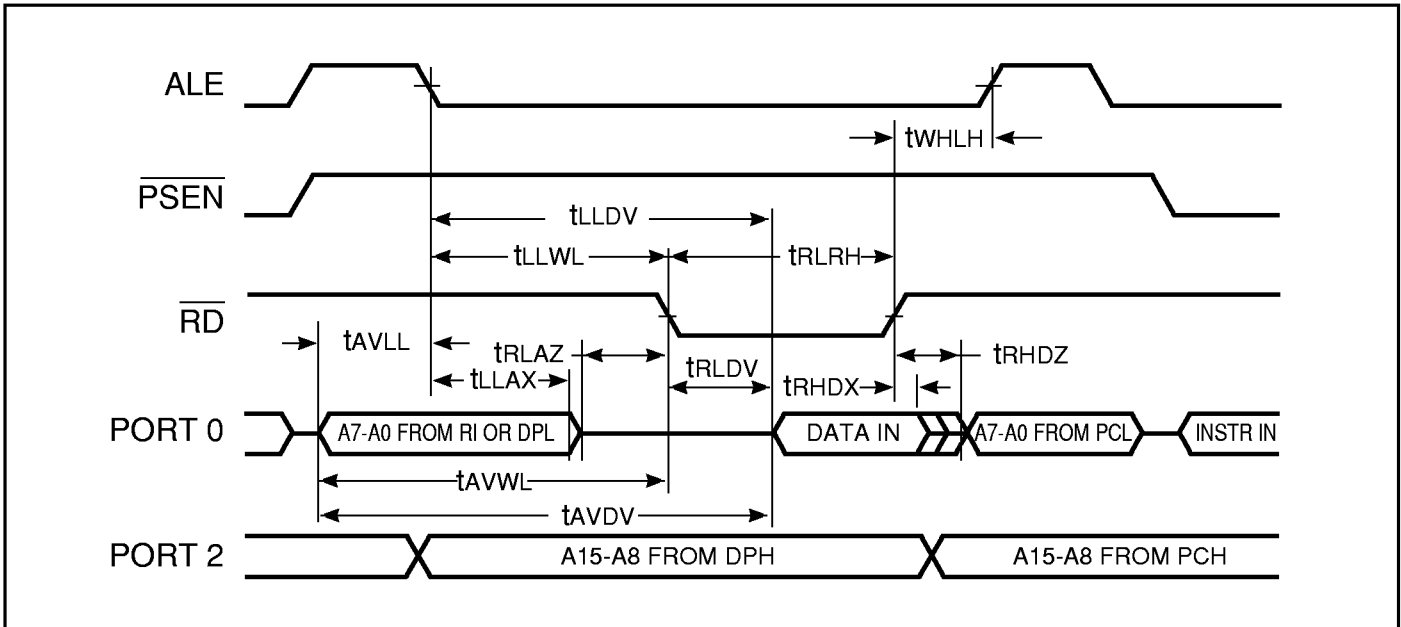 ALE
tWHLH
PSEN
tLLDV
tLLWL
tRLRH
RD
tAVLL
tRLAZ
tRHDZ
tLLAX
tRLDV
tRHDX
PORT 0
A7-A0 FROM RI OR DPL
DATA IN
A7-A0 FROM PCL
INSTR IN
tAVWL
tAVDV
PORT 2
A15-A8 FROM DPH
A15-A8 FROM PCH